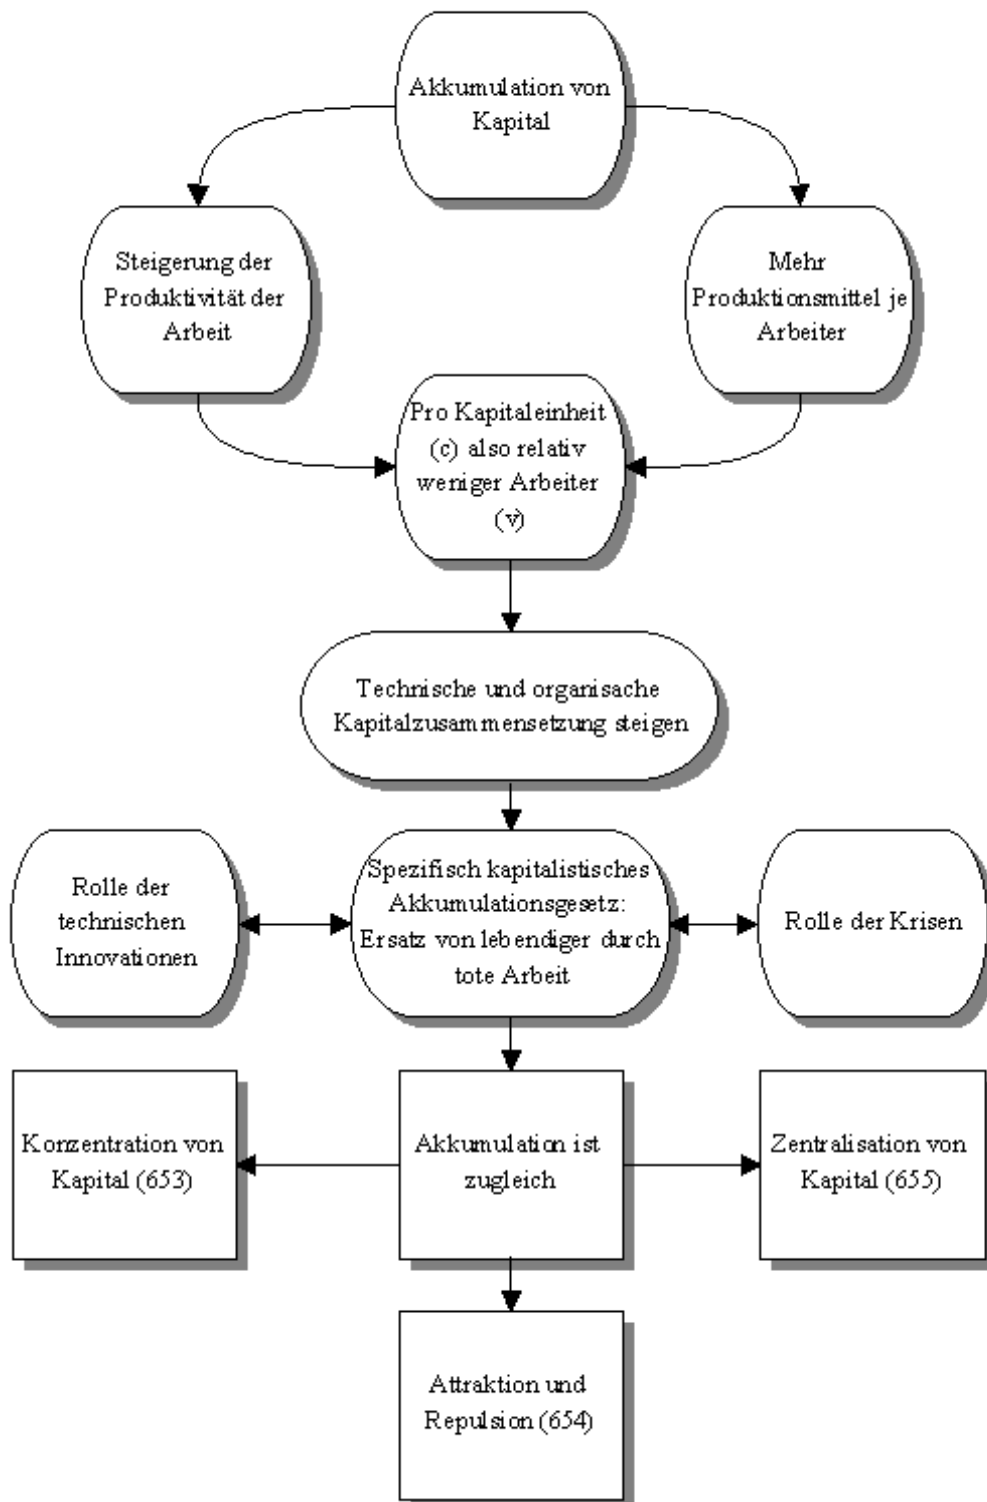 Akkumulation von
Kapital
Steigerung der
Produktivität der
Arbeit
Mehr
Produktionsmittel je
Arbeiter
Pro Kapitaleinheit
(c) also relativ
weniger Arbeiter
(v)
Technische und organisache
Kapitalzusammensetzung steigen
Rolle der
technischen
Innovationen
Spezifisch kapitalistisches
Akkumulationsgesetz:
Ersatz von lebendiger durch
tote Arbeit
Rolle der Krisen
Konzentration von
Kapital (653)
Akkumulation ist
zugleich
Zentralisation von
Kapital (655)
Attraktion und
Repulsion (654)